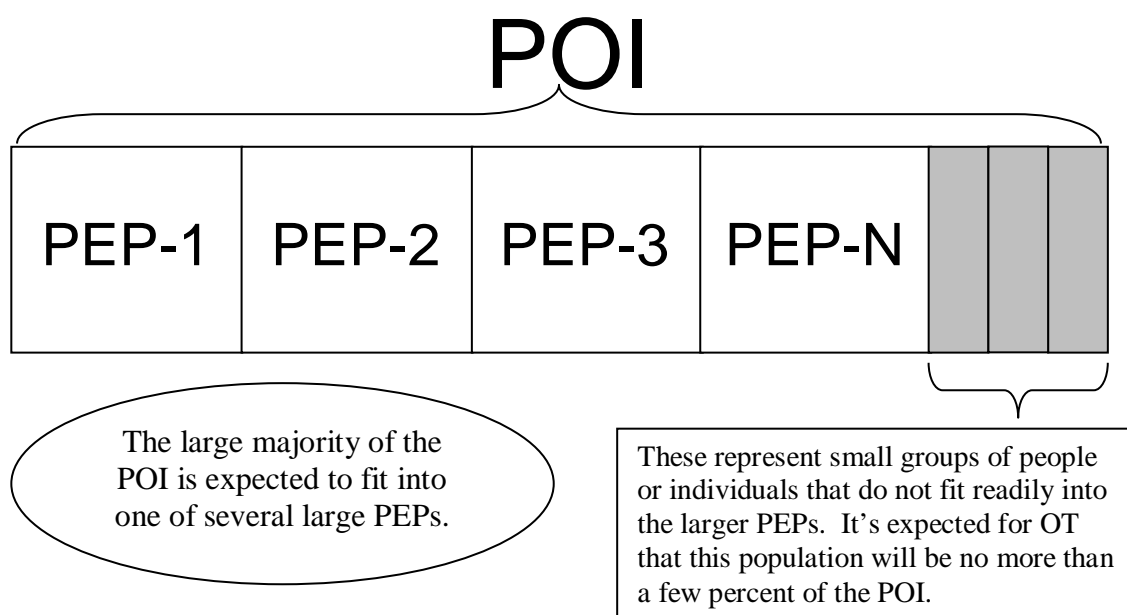 POI
PEP-1 PEP-2 PEP-3 PEP-N
The large majority of the
POI is expected to fit into
one of several large PEPs.
These represent small groups of people
or individuals that do not fit readily into
the larger PEPs.  It’s expected for OT
that this population will be no more than
a few percent of the POI.